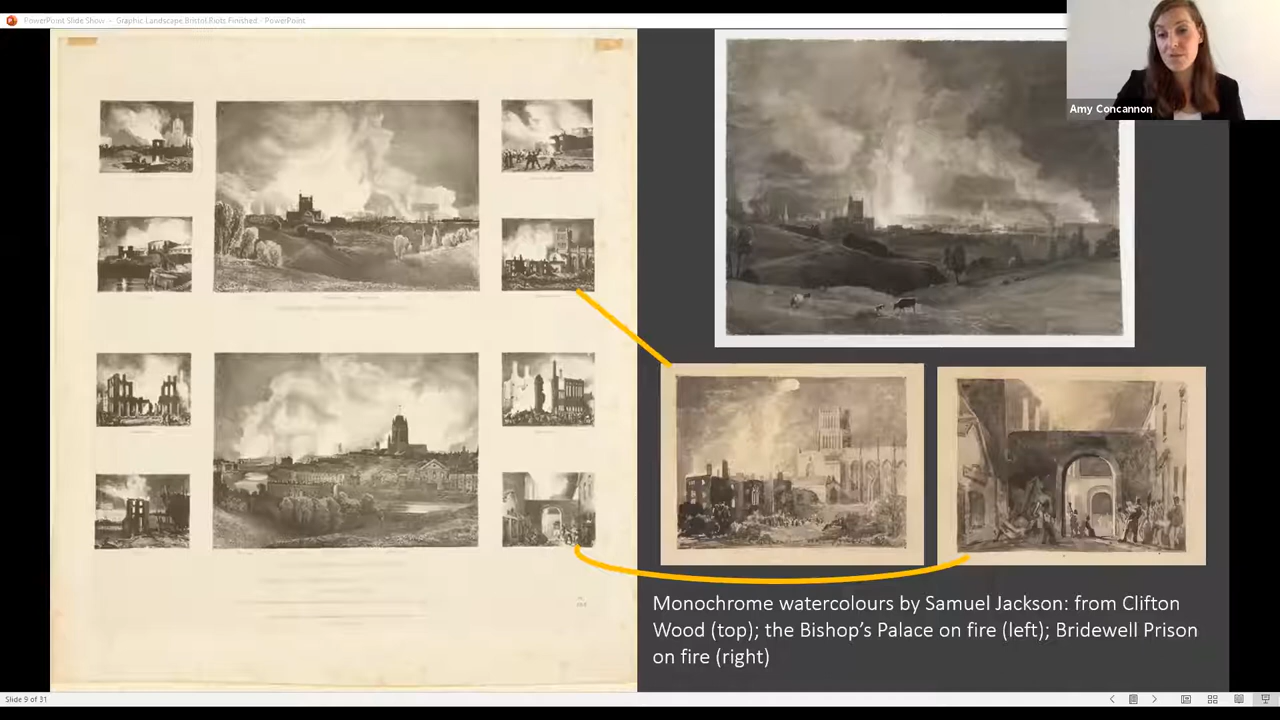 PowerPoint Slide Show - Graphic Landscape Bristol Riots Finished - PowerPoint
Amy Concannon
Monochrome watercolours by Samuel Jackson: from Clifton
Wood (top); the Bishop's Palace on fire (left); Bridewell Prison
on fire (right)
Slide 9 of 31